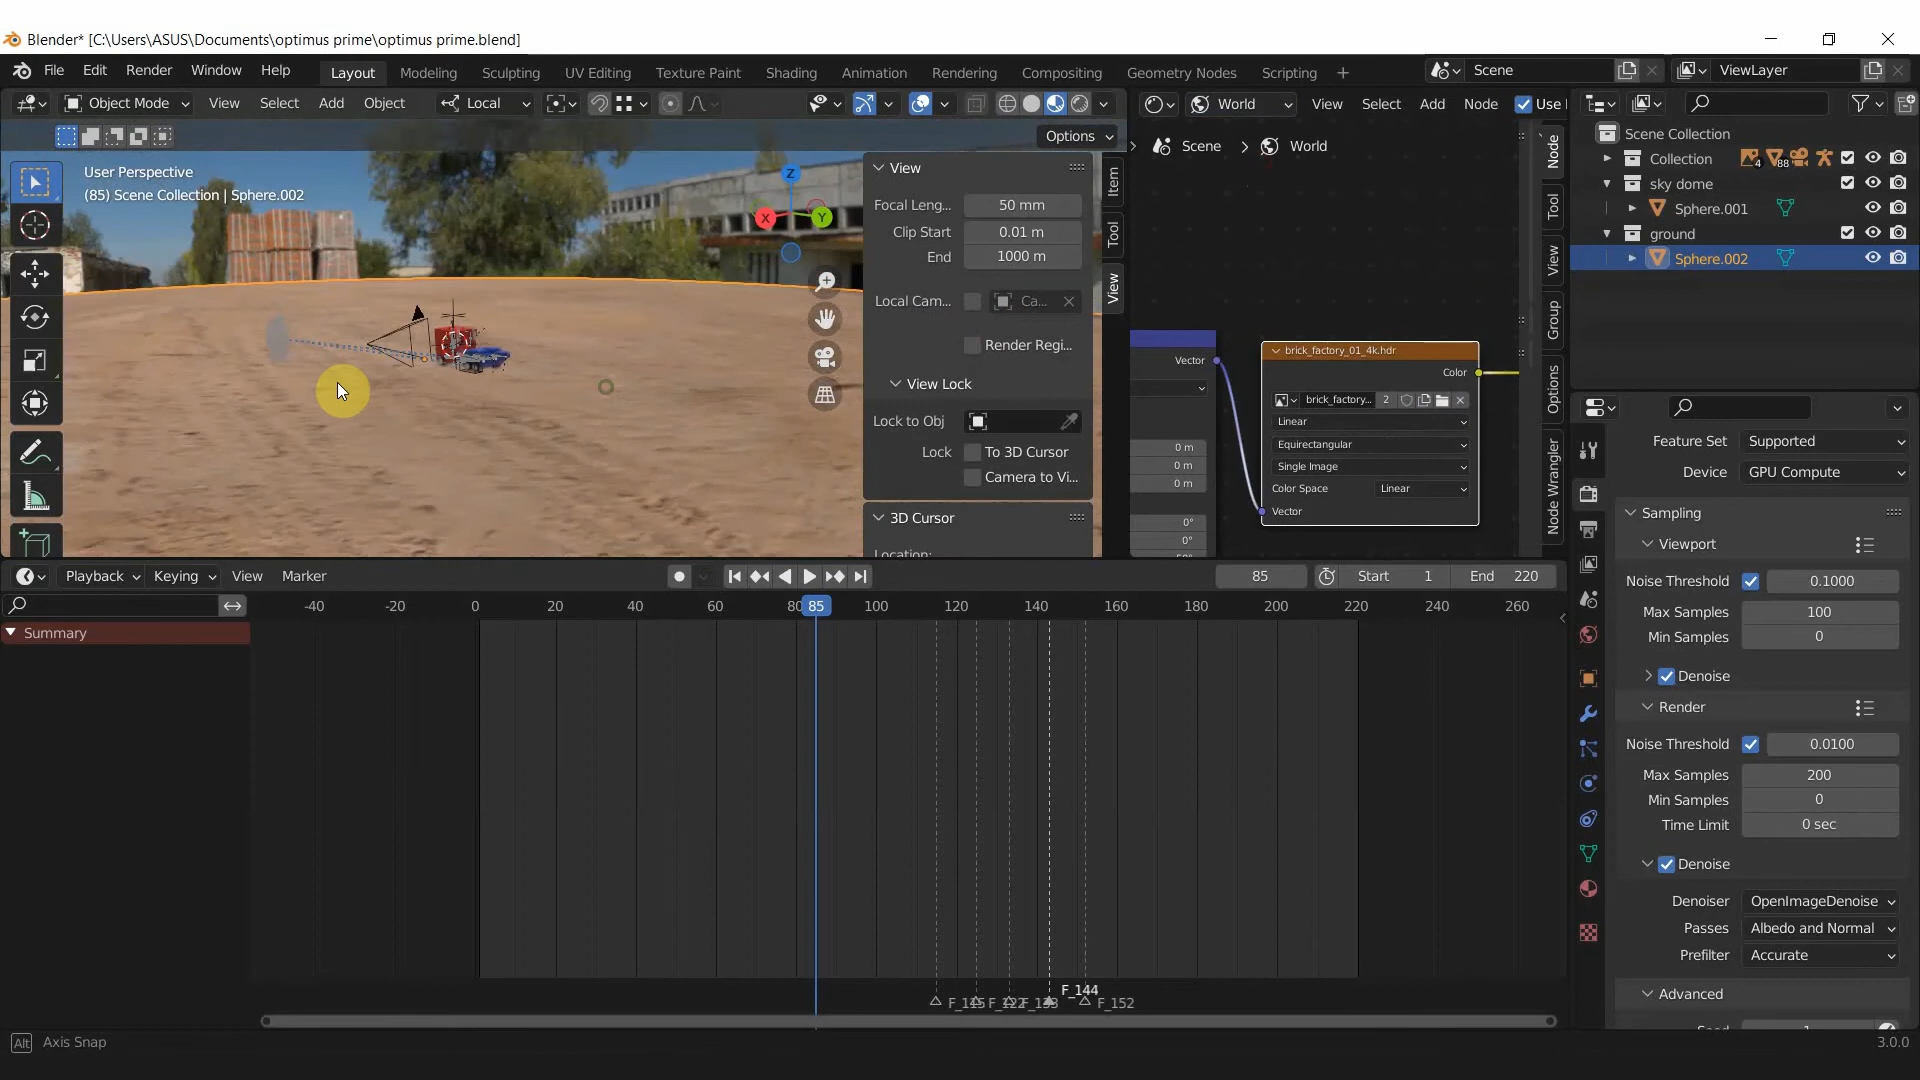 Blender* [C:\Users\ASUS\Documents\optimus prime\optimus prime.blend]
File Edit Render Window Help
Layout Modeling Sculpting UV Editing Texture Paint Shading Animation Rendering Compositing Geometry Nodes Scripting +
Scene
ViewLayer
Object Mode View Select Add Object Local
World View Select Add Node Use
Options
User Perspective
(85) Scene Collection | Sphere.002
Z
X
Y
View
Focal Leng... 50 mm
Clip Start 0.01 m
End 1000 m
Local Cam... Ca...
Render Regi...
View Lock
Lock to Obj
Lock To 3D Cursor
Camera to Vi...
3D Cursor
Location:
Item
Tool
View
Scene > World
Vector
0 m
0 m
0 m
0°
0°
brick_factory_01_4k.hdr
Color
brick_factory... 2
Linear
Equirectangular
Single Image
Color Space Linear
Vector
Node
Tool
View
Group
Options
Node Wrangler
Scene Collection
Collection 4 88
sky dome
Sphere.001
ground
Sphere.002
Feature Set Supported
Device GPU Compute
Sampling
Viewport
Noise Threshold 0.1000
Max Samples 100
Min Samples 0
Denoise
Render
Noise Threshold 0.0100
Max Samples 200
Min Samples 0
Time Limit 0 sec
Denoise
Denoiser OpenImageDenoise
Passes Albedo and Normal
Prefilter Accurate
Advanced
Playback Keying View Marker
85 Start 1 End 220
-40 -20 0 20 40 60 80 85 100 120 140 160 180 200 220 240 260
Summary
F_144
F_152
Alt Axis Snap
3.0.0